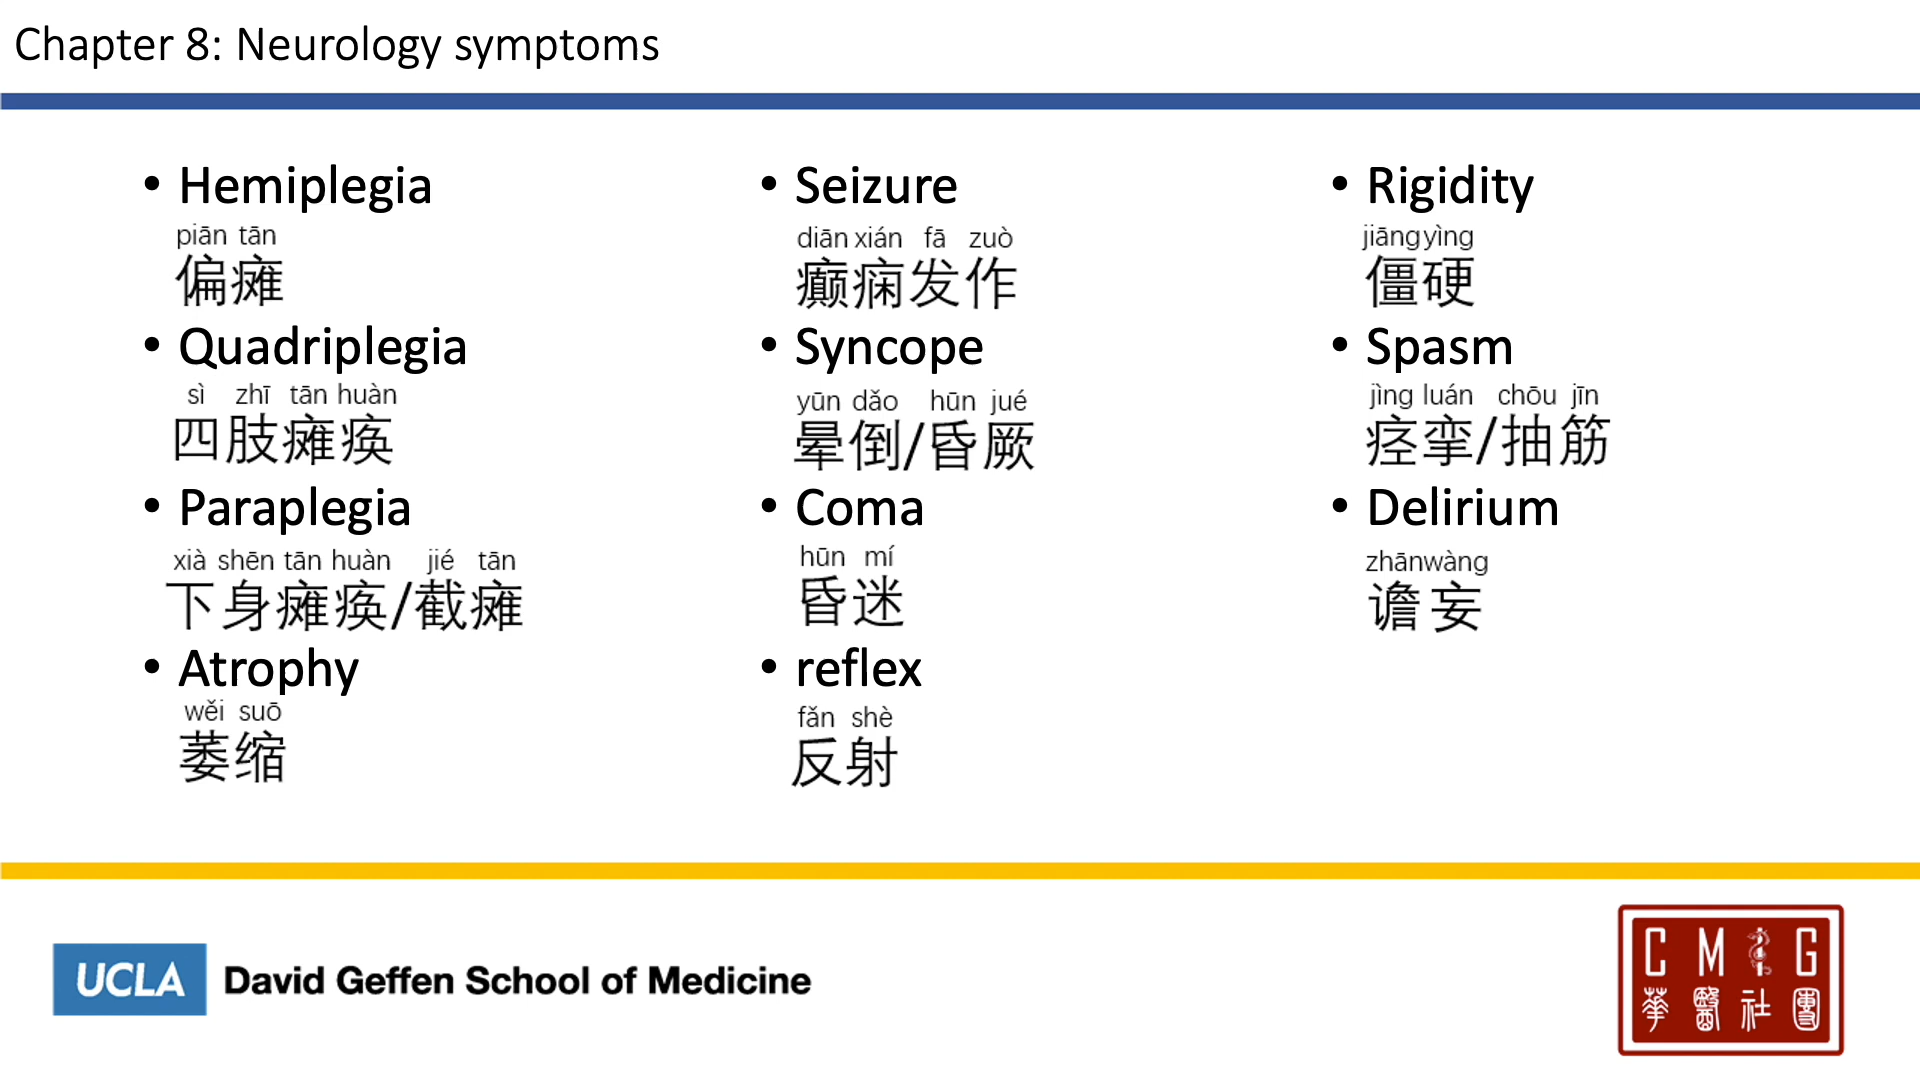 Chapter 8: Neurology symptoms
• Hemiplegia
piān tān
偏瘫
• Quadriplegia
sì zhī tān huàn
四肢瘫痪
• Paraplegia
xià shēn tān huàn jié tān
下身瘫痪/截瘫
• Atrophy
wěi suō
萎缩
• Seizure
diān xián fā zuò
癫痫发作
• Syncope
yūn dǎo hūn jué
晕倒/昏厥
• Coma
hūn mí
昏迷
• reflex
fǎn shè
反射
• Rigidity
jiāng yìng
僵硬
• Spasm
jìng luán chōu jīn
痉挛/抽筋
• Delirium
zhān wàng
谵妄
UCLA David Geffen School of Medicine
C M G
華醫社團